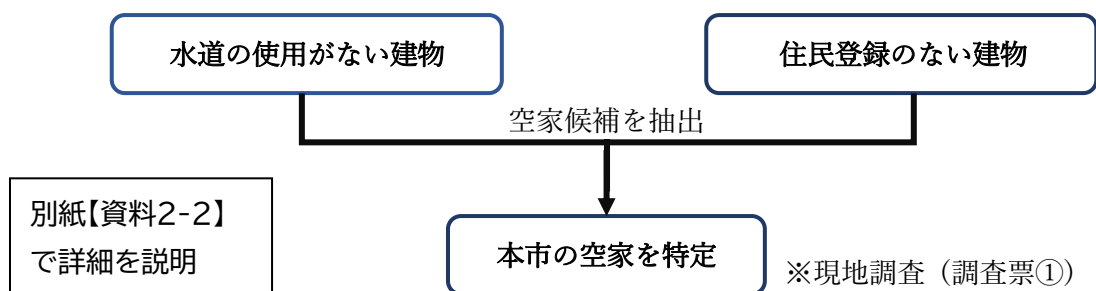 水道の使用がない建物
住民登録のない建物
空家候補を抽出
別紙【資料2-2】
で詳細を説明
本市の空家を特定
※現地調査（調査票①）